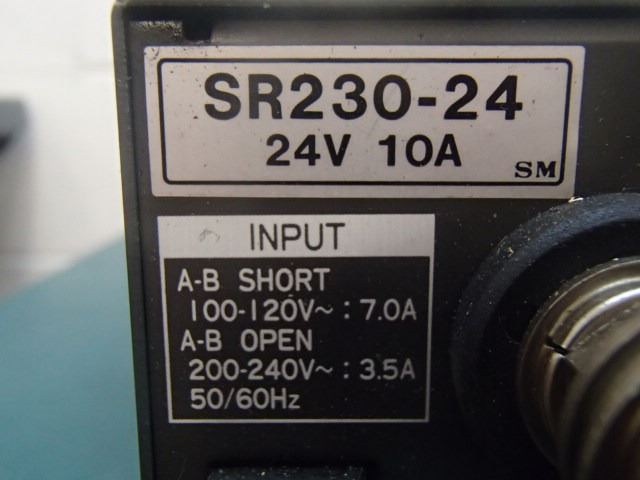 SR230-24
24V 10A
SM
INPUT
A-B SHORT
100-120V~: 7.0A
A-B OPEN
200-240V~: 3.5A
50/60Hz